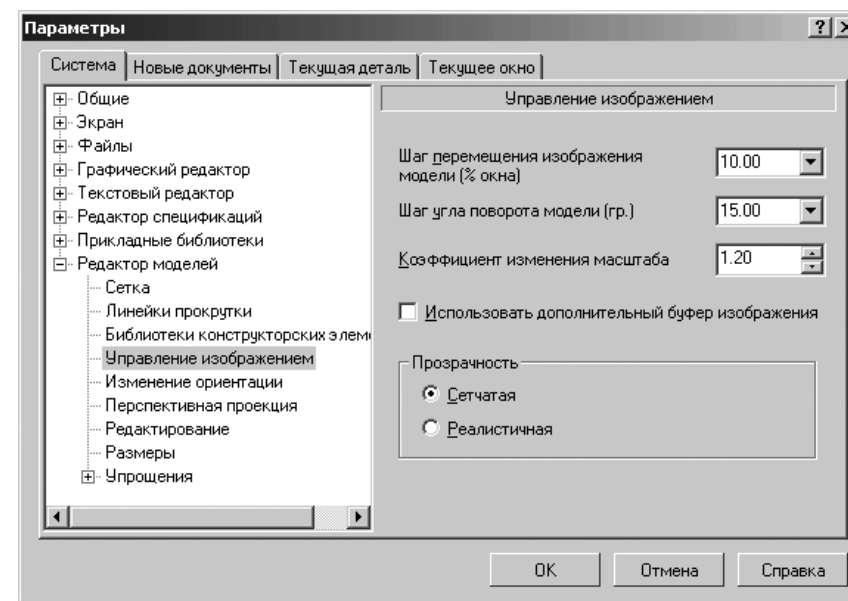 Параметры
Система Новые документы Текущая деталь Текущее окно
Общие
Экран
Файлы
Графический редактор
Текстовый редактор
Редактор спецификаций
Прикладные библиотеки
Редактор моделей
Сетка
Линейки прокрутки
Библиотеки конструкторских элем
Управление изображением
Изменение ориентации
Перспективная проекция
Редактирование
Размеры
Упрощения
Управление изображением
Шаг перемещения изображения
модели (% окна)
10.00
Шаг угла поворота модели (гр.)
15.00
Коэффициент изменения масштаба
1.20
Использовать дополнительный буфер изображения
Прозрачность
Сетчатая
Реалистичная
OK Отмена Справка